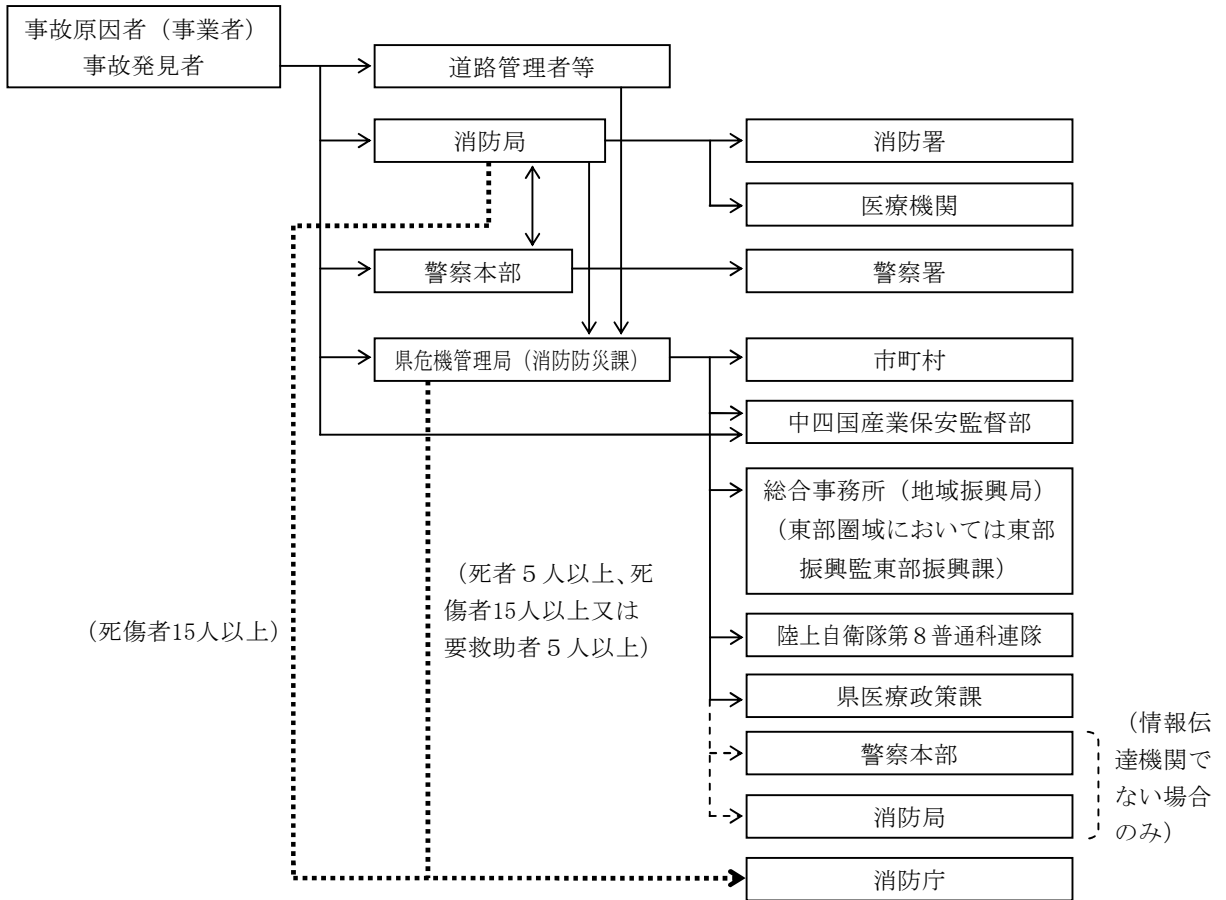 事故原因者（事業者）
事故発見者
道路管理者等
消防局
消防署
医療機関
警察本部
警察署
県危機管理局（消防防災課）
市町村
中四国産業保安監督部
総合事務所（地域振興局）
（東部圏域においては東部
振興監東部振興課）
（死者５人以上、死
傷者15人以上又は
要救助者５人以上）
（死傷者15人以上）
陸上自衛隊第８普通科連隊
県医療政策課
警察本部
消防局
（情報伝
達機関で
ない場合
のみ）
消防庁